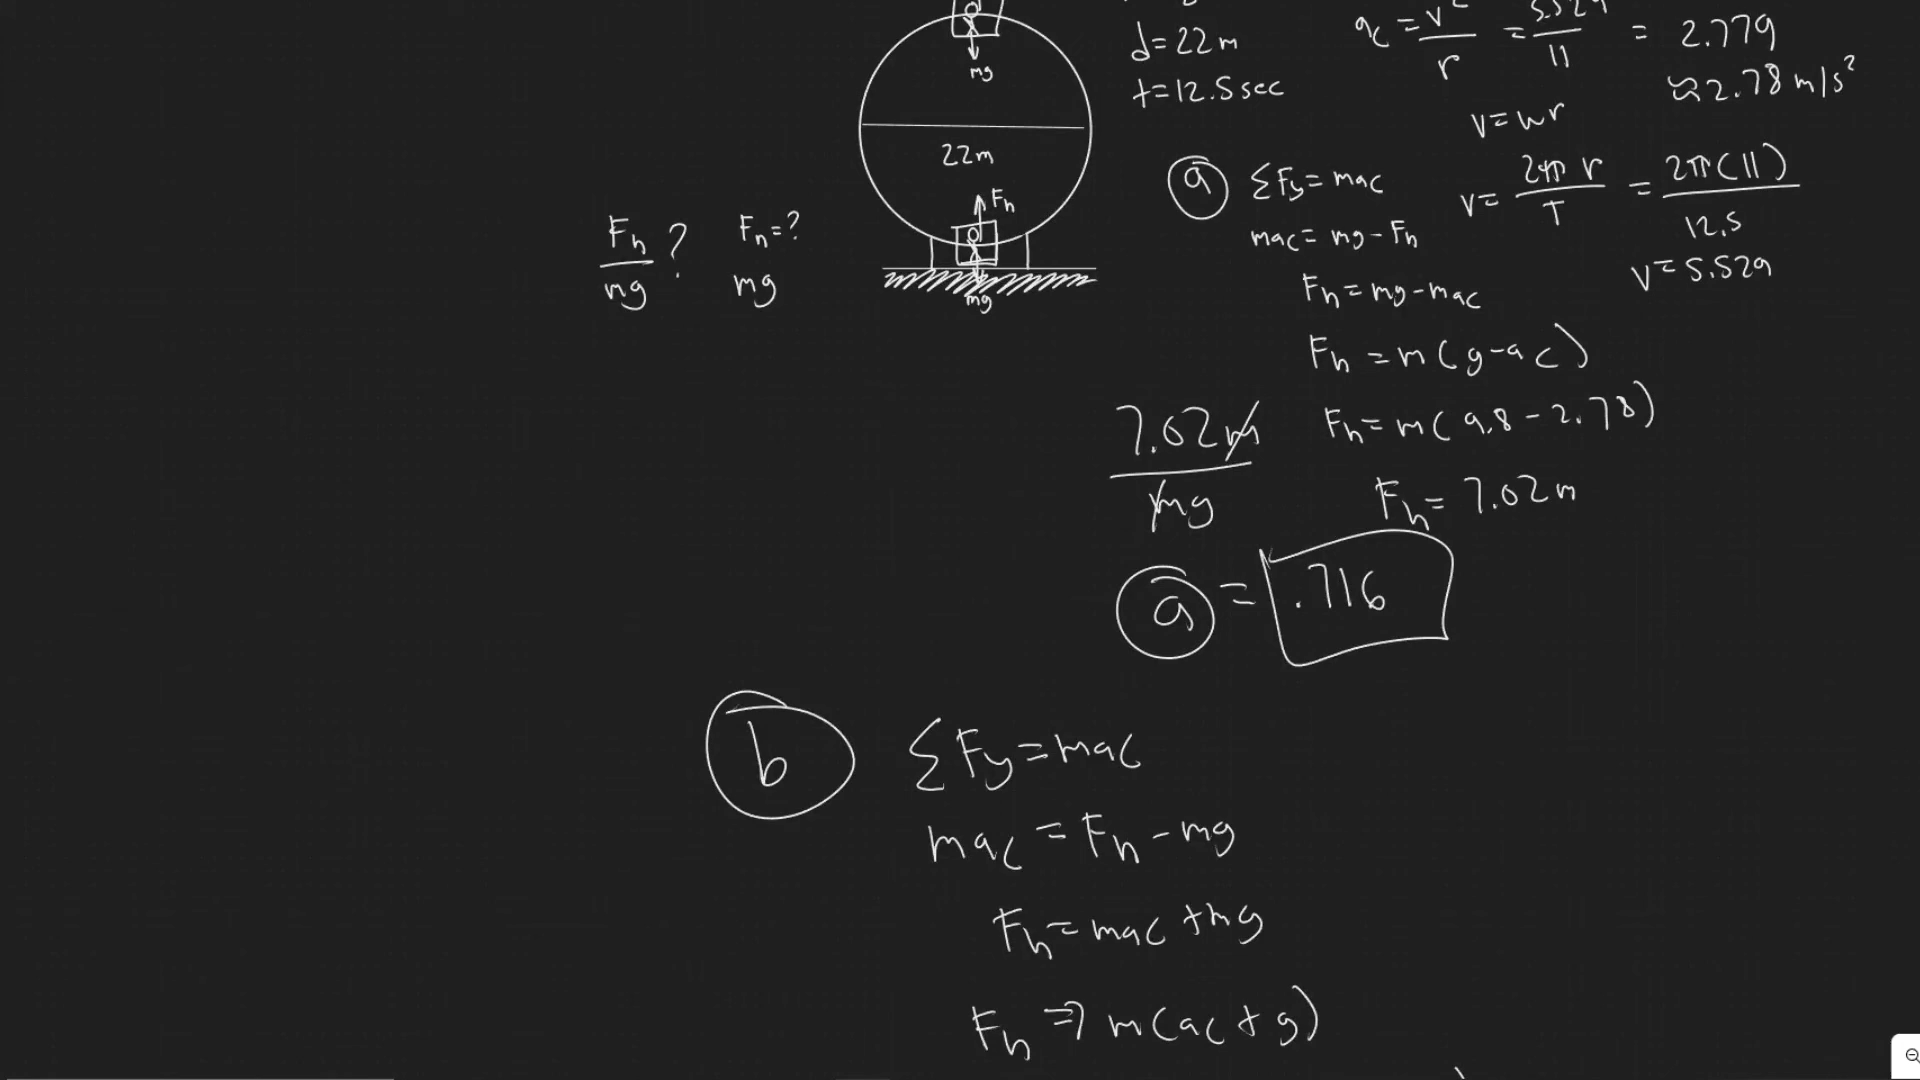 mg
22m
Fn
mg
Fn/mg ?
Fn=?
mg
d=22m
t=12.5sec
ac = v²/r = 5.529/11 = 2.779
≈2.78 m/s²
v=wr
v= 2πr/T = 2π(11)/12.5
v=5.529
a ΣFy=mac
mac= mg-Fn
Fn=mg-mac
Fn=m(g-ac)
Fn=m(9.8-2.78)
Fn=7.02m
7.02m/mg
a = .716
b ΣFy=mac
mac=Fn-mg
Fn=mac+mg
Fn => m(ac+g)